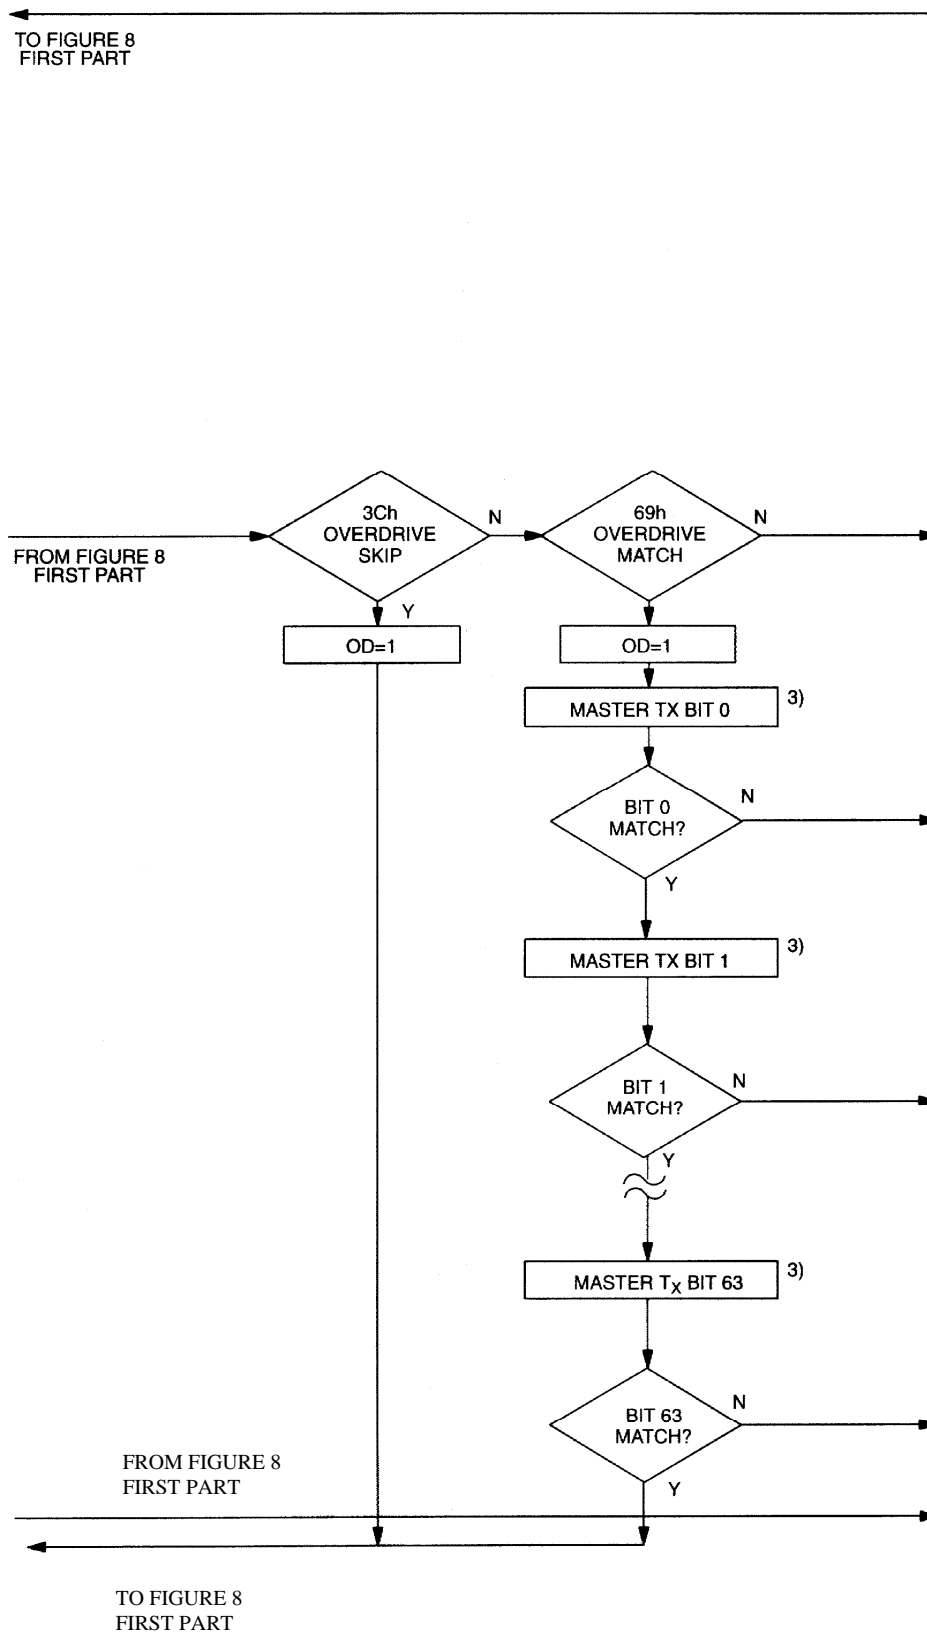 TO FIGURE 8
FIRST PART
3Ch
OVERDRIVE
SKIP
N
69h
OVERDRIVE
MATCH
N
FROM FIGURE 8
FIRST PART
Y
OD=1
OD=1
MASTER TX BIT 0
3)
BIT 0
MATCH?
N
Y
MASTER TX BIT 1
3)
BIT 1
MATCH?
N
Y
MASTER TX BIT 63
3)
BIT 63
MATCH?
N
Y
FROM FIGURE 8
FIRST PART
TO FIGURE 8
FIRST PART